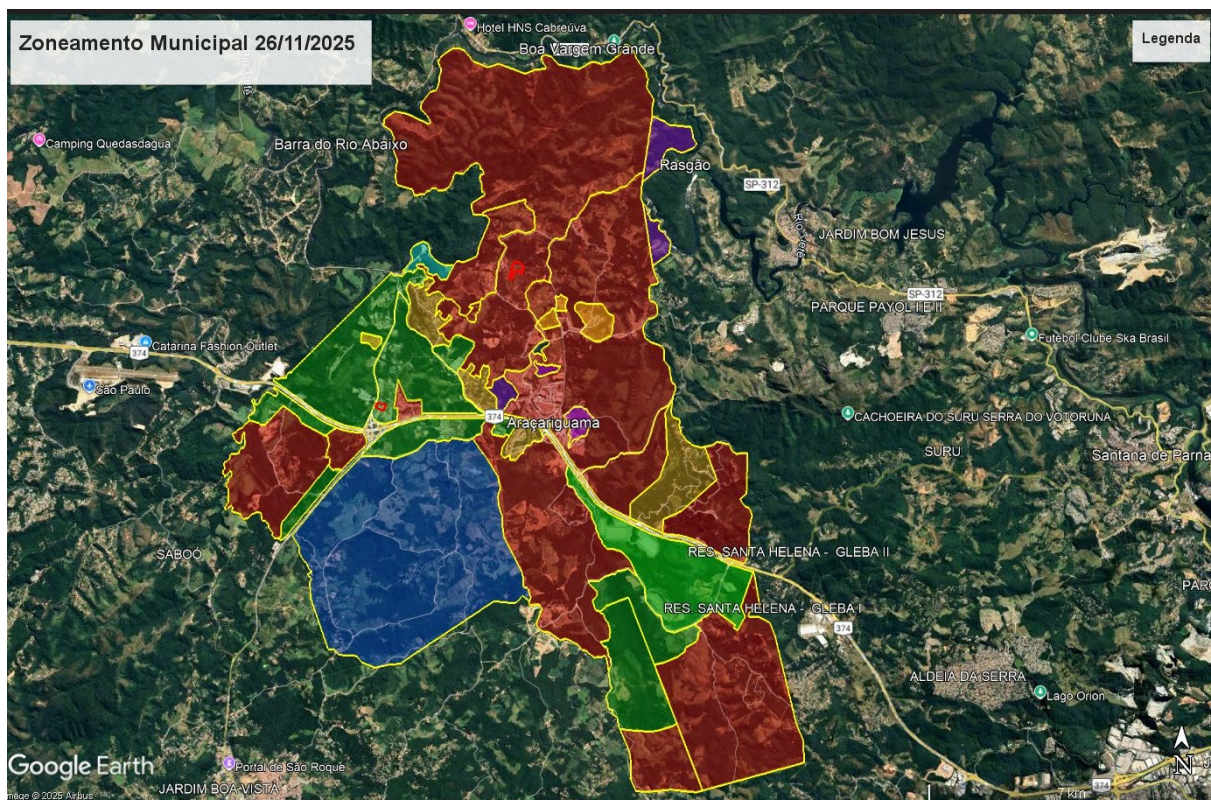 Zoneamento Municipal 26/11/2025
Legenda
Hotel HNS Cabreúva
Boa Vargem Grande
Camping Quedasdagua
Barra do Rio Abaixo
Rasgão
SP-312
JARDIM BOM JESUS
SP-312
PARQUE PAYOL I E II
Futebol Clube Ska Brasil
Catarina Fashion Outlet
374
São Paulo
374
Araçariguama
CACHOEIRA DO SURU SERRA DO VOTORUNA
SURU
Santana de Parna
SABOÓ
RES. SANTA HELENA - GLEBA II
PAR
RES. SANTA HELENA - GLEBA I
374
ALDEIA DA SERRA
Lago Orion
Google Earth
Portal de São Roque
N
JARDIM BOA VISTA
7 km
374
mage © 2025 Airbus